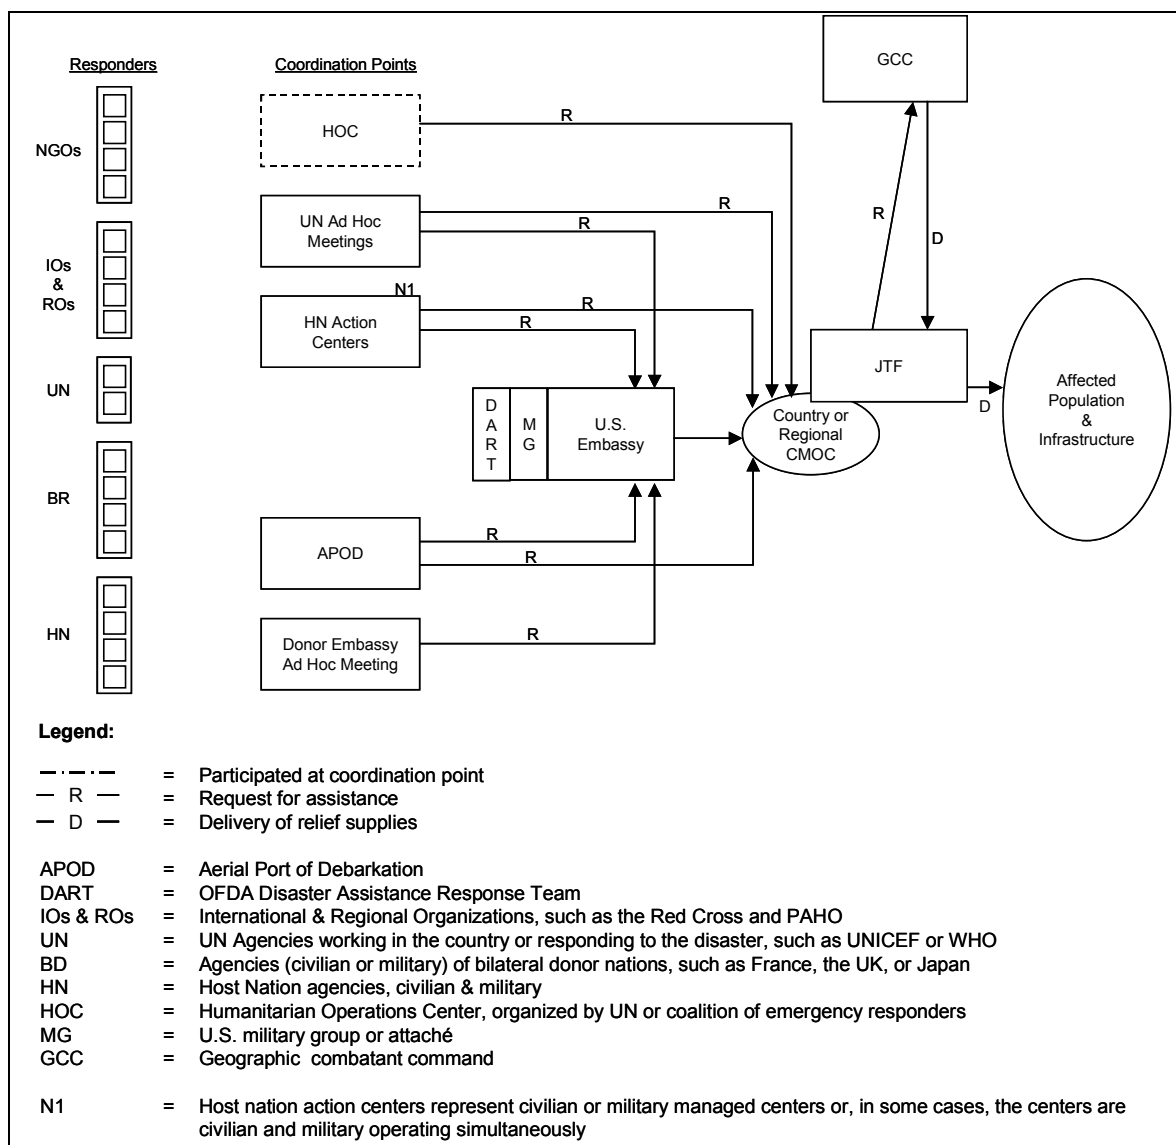 Responders
Coordination Points
NGOs
IOs
&
ROs
UN
BR
HN
HOC
UN Ad Hoc
Meetings
N1
HN Action
Centers
APOD
Donor Embassy
Ad Hoc Meeting
R
R
R
R
R
R
R
R
D
A
R
T
M
G
U.S.
Embassy
Country or
Regional
CMOC
GCC
R
D
JTF
D
Affected
Population
&
Infrastructure
Legend:
= Participated at coordination point
R = Request for assistance
D = Delivery of relief supplies
APOD = Aerial Port of Debarkation
DART = OFDA Disaster Assistance Response Team
IOs & ROs = International & Regional Organizations, such as the Red Cross and PAHO
UN = UN Agencies working in the country or responding to the disaster, such as UNICEF or WHO
BD = Agencies (civilian or military) of bilateral donor nations, such as France, the UK, or Japan
HN = Host Nation agencies, civilian & military
HOC = Humanitarian Operations Center, organized by UN or coalition of emergency responders
MG = U.S. military group or attaché
GCC = Geographic combatant command
N1 = Host nation action centers represent civilian or military managed centers or, in some cases, the centers are
civilian and military operating simultaneously